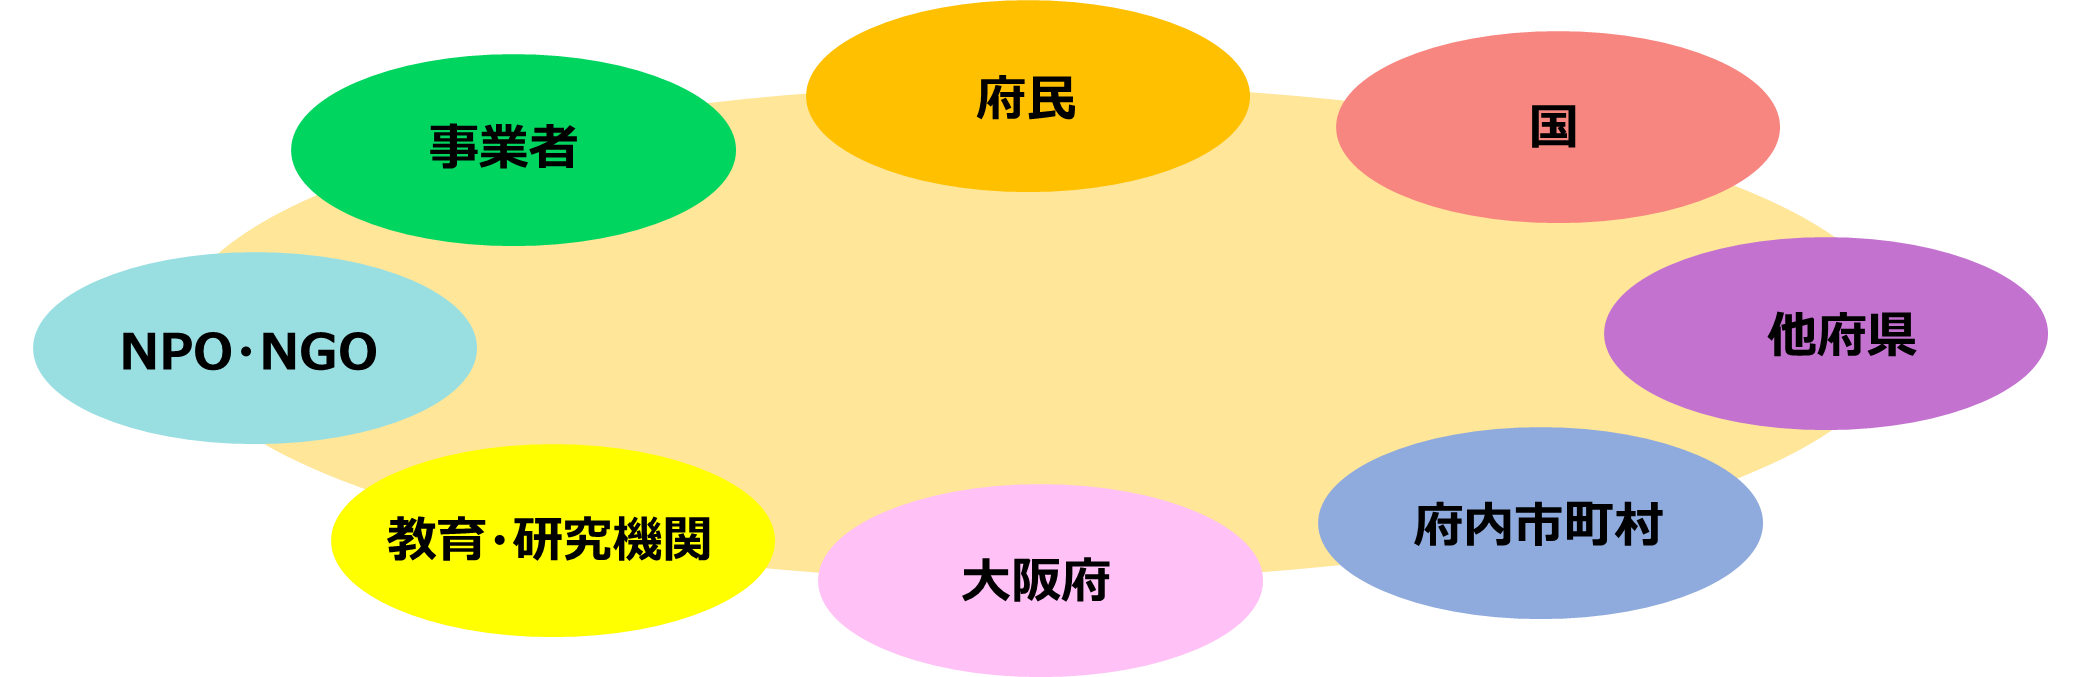 府民
国
事業者
他府県
NPO・NGO
府内市町村
教育・研究機関
大阪府